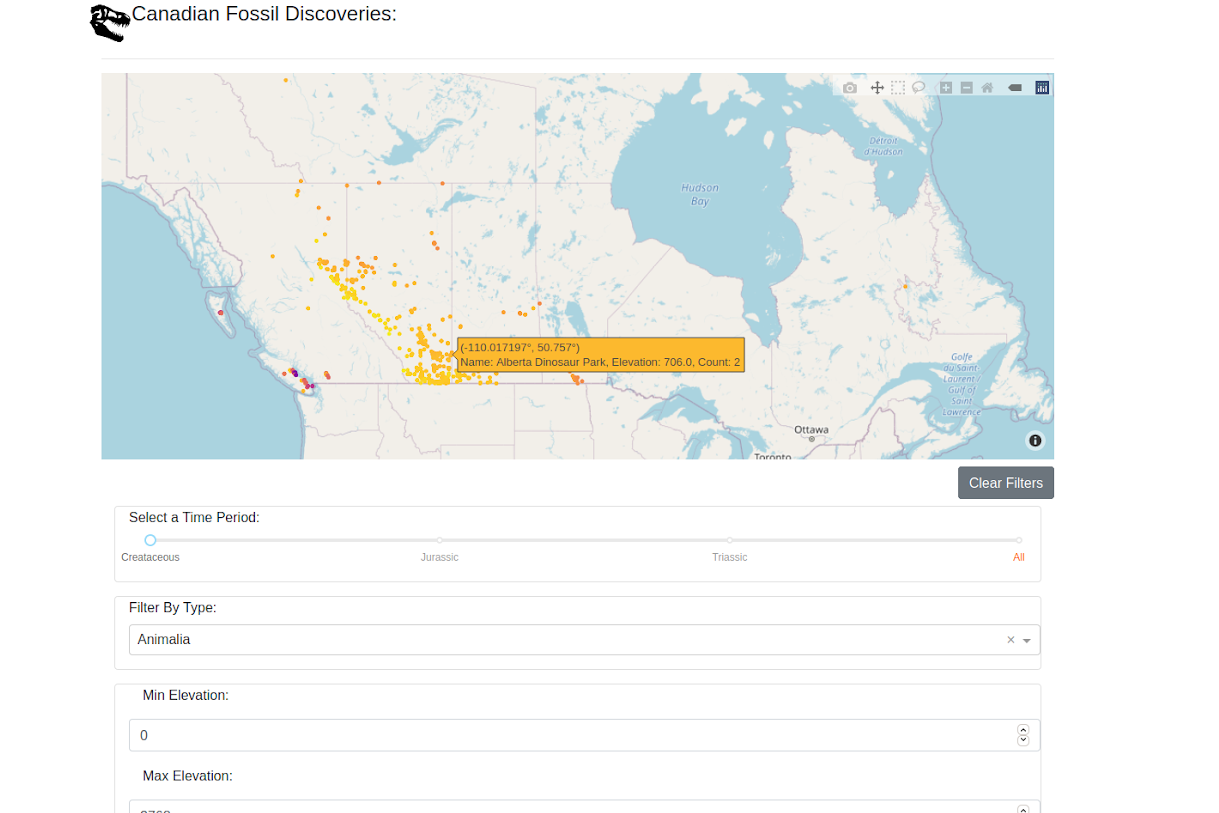 Canadian Fossil Discoveries:
Détroit
d'Hudson
Hudson
Bay
(-110.017197°, 50.757°)
Name: Alberta Dinosaur Park, Elevation: 706.0, Count: 2
Golfe
du Saint-
Laurent /
Gulf of
Saint
Lawrence
Ottawa
Toronto
Clear Filters
Select a Time Period:
Creataceous
Jurassic
Triassic
All
Filter By Type:
Animalia
Min Elevation:
0
Max Elevation: